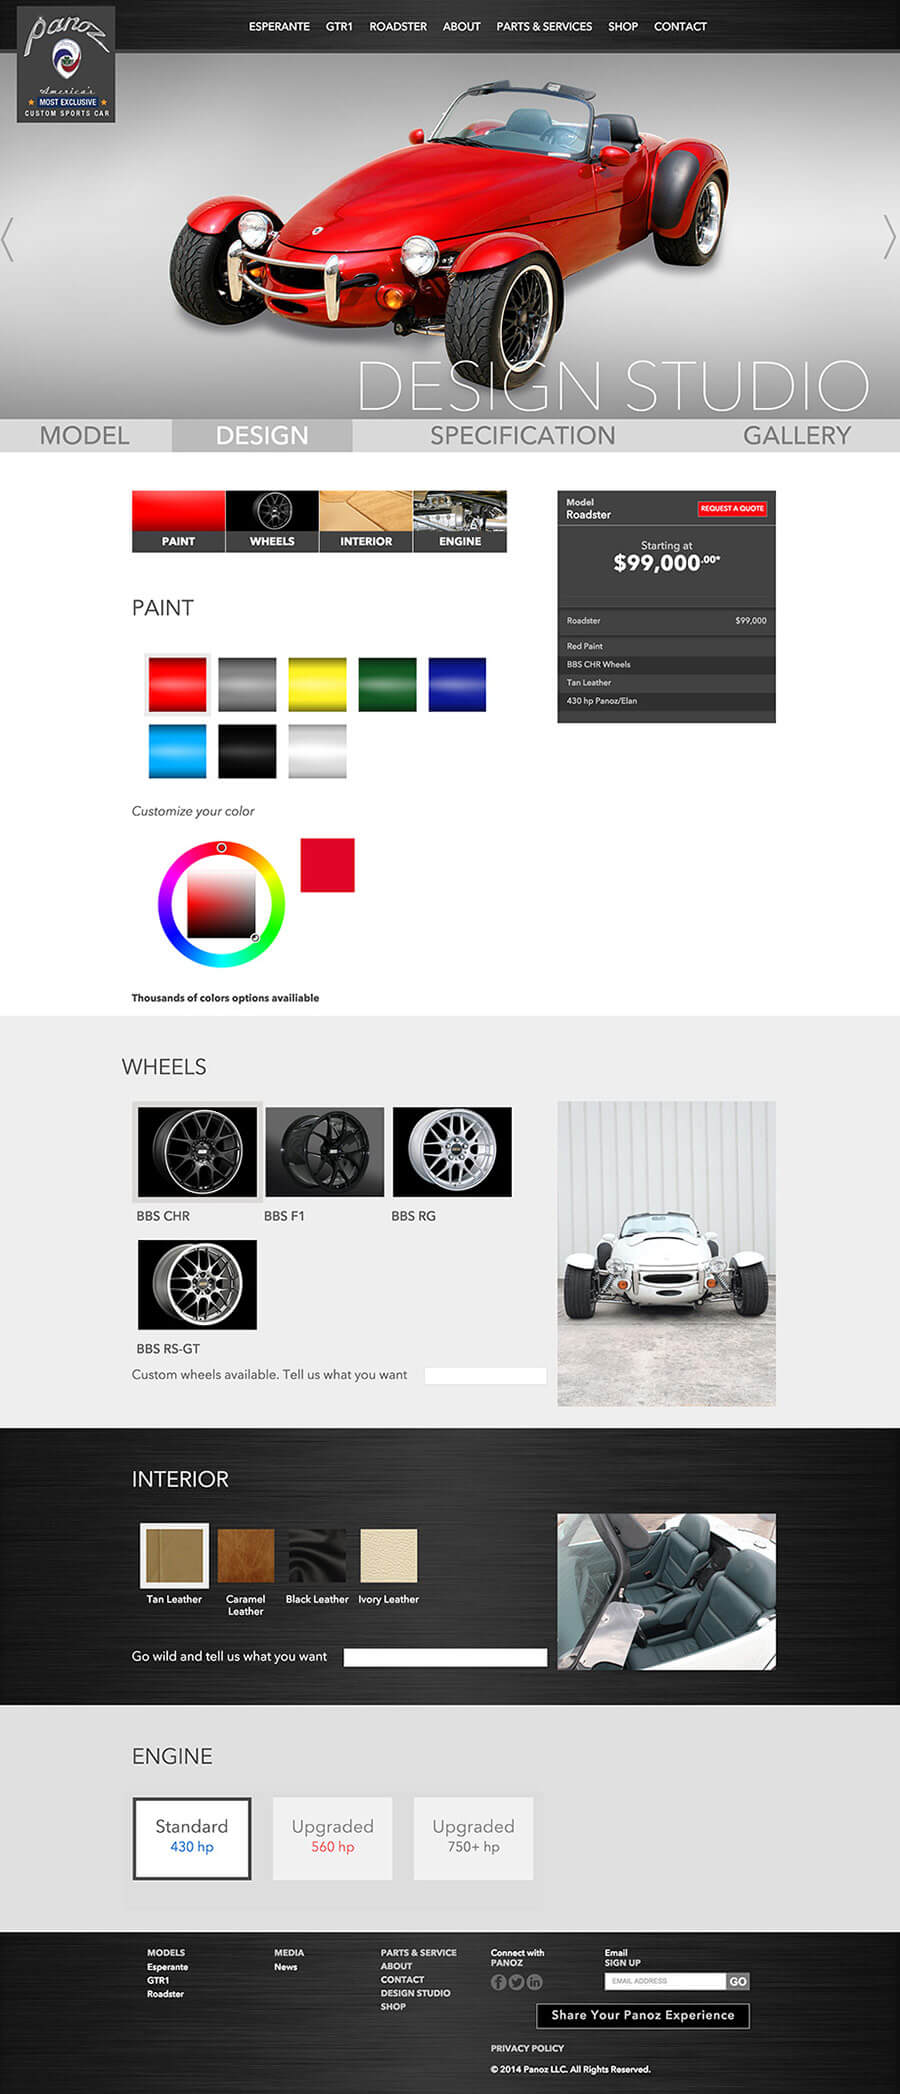 Panoz
America's
MOST EXCLUSIVE
CUSTOM SPORTS CAR
ESPERANTE GTR1 ROADSTER ABOUT PARTS & SERVICES SHOP CONTACT
DESIGN STUDIO
MODEL DESIGN SPECIFICATION GALLERY
PAINT WHEELS INTERIOR ENGINE
Model
Roadster
REQUEST A QUOTE
Starting at
$99,000.00*
Roadster $99,000
Red Paint
BBS CHR Wheels
Tan Leather
430 hp Panoz/Elan
PAINT
Customize your color
Thousands of colors options availiable
WHEELS
BBS CHR BBS F1 BBS RG
BBS RS-GT
Custom wheels available. Tell us what you want
INTERIOR
Tan Leather Caramel Leather Black Leather Ivory Leather
Go wild and tell us what you want
ENGINE
Standard
430 hp
Upgraded
560 hp
Upgraded
750+ hp
MODELS
Esperante
GTR1
Roadster
MEDIA
News
PARTS & SERVICE
ABOUT
CONTACT
DESIGN STUDIO
SHOP
Connect with
PANOZ
Email
SIGN UP
EMAIL ADDRESS GO
Share Your Panoz Experience
PRIVACY POLICY
© 2014 Panoz LLC. All Rights Reserved.